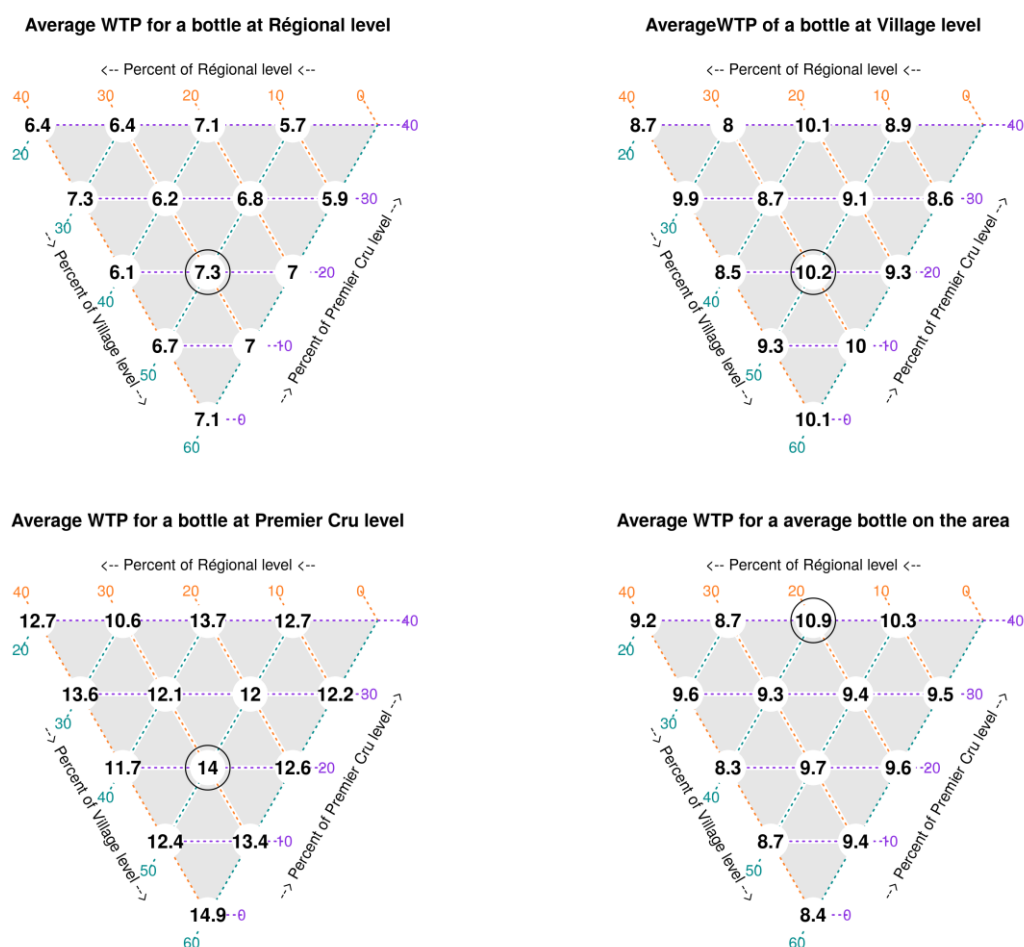 Average WTP for a bottle at Régional level
<-- Percent of Régional level <--
40 30 20 10 0
6.4 6.4 7.1 5.7 40
20
7.3 6.2 6.8 5.9 30
30
6.1 7.3 7 20
40
6.7 7 10
50
7.1 0
60
--> Percent of Village level -->
--> Percent of Premier Cru level -->
AverageWTP of a bottle at Village level
<-- Percent of Régional level <--
40 30 20 10 0
8.7 8 10.1 8.9 40
20
9.9 8.7 9.1 8.6 30
30
8.5 10.2 9.3 20
40
9.3 10 10
50
10.1 0
60
--> Percent of Village level -->
--> Percent of Premier Cru level -->
Average WTP for a bottle at Premier Cru level
<-- Percent of Régional level <--
40 30 20 10 0
12.7 10.6 13.7 12.7 40
20
13.6 12.1 12 12.2 30
30
11.7 14 12.6 20
40
12.4 13.4 10
50
14.9 0
60
--> Percent of Village level -->
--> Percent of Premier Cru level -->
Average WTP for a average bottle on the area
<-- Percent of Régional level <--
40 30 20 10 0
9.2 8.7 10.9 10.3 40
20
9.6 9.3 9.4 9.5 30
30
8.3 9.7 9.6 20
40
8.7 9.4 10
50
8.4 0
60
--> Percent of Village level -->
--> Percent of Premier Cru level -->